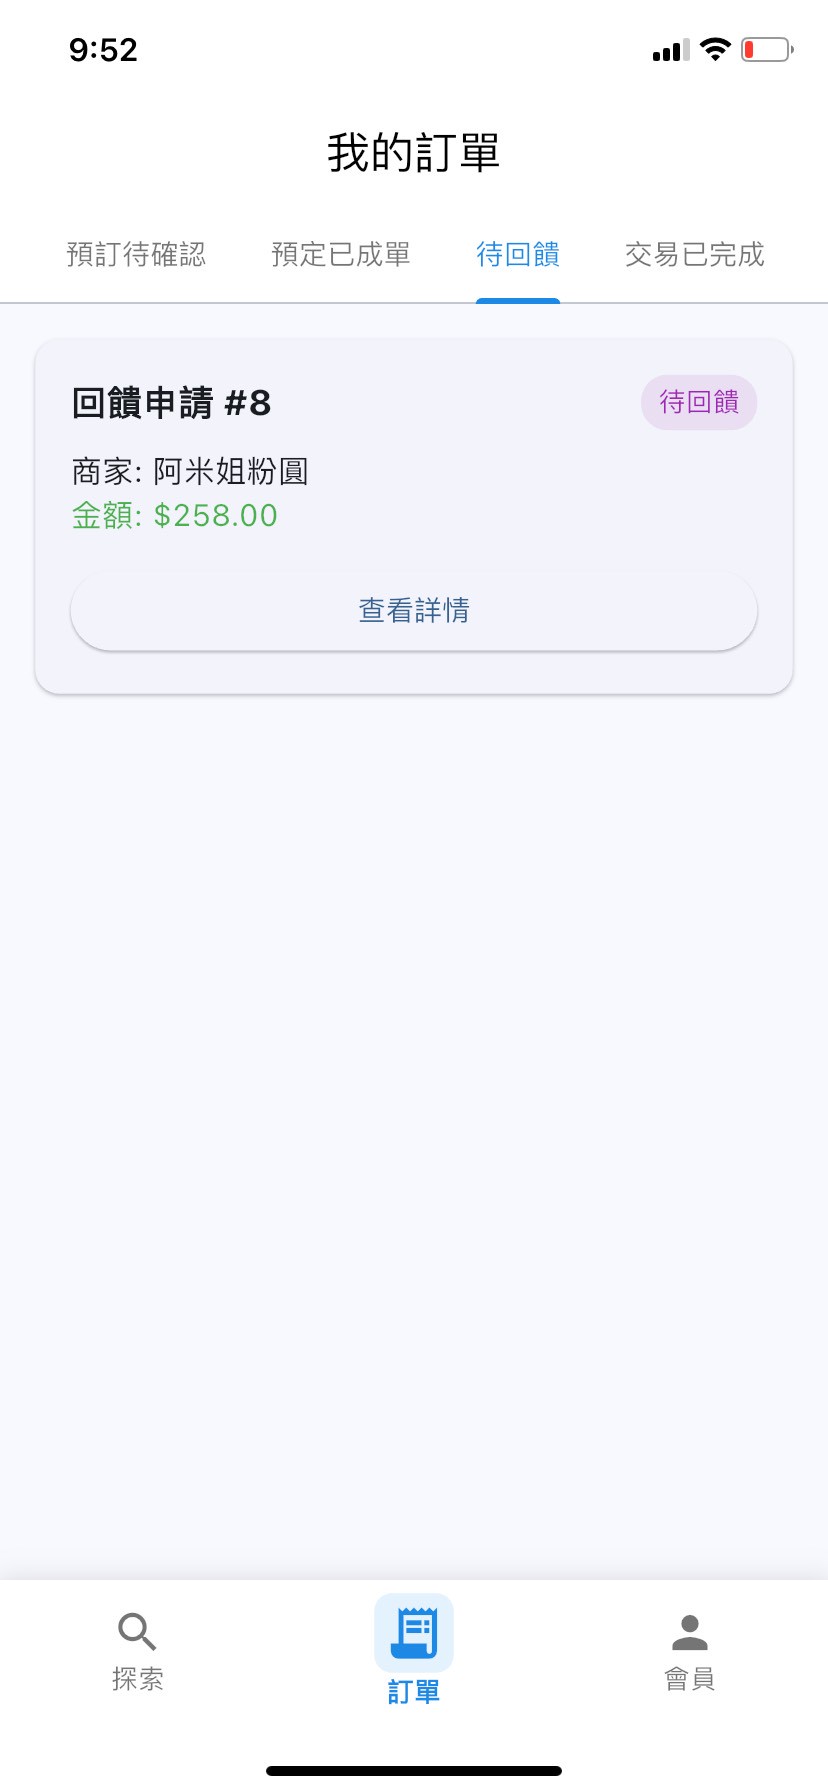 9:52
我的訂單
預訂待確認
預定已成單
待回饋
交易已完成
回饋申請 #8
待回饋
商家: 阿米姐粉圓
金額: $258.00
查看詳情
探索
訂單
會員